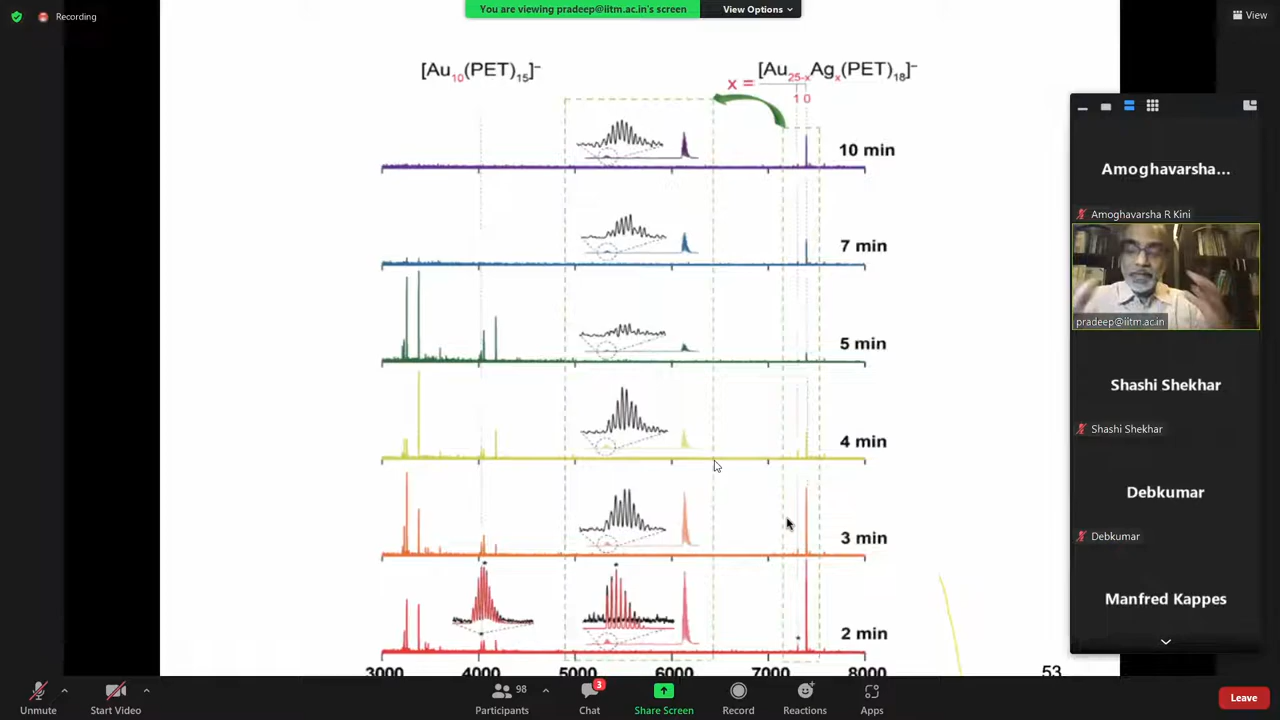 Recording
You are viewing pradeep@iitm.ac.in's screen
View Options
View
[Au10(PET)15]−
x =
[Au25-xAgx(PET)18]−
1 0
10 min
7 min
5 min
4 min
3 min
2 min
3000 4000 5000 6000 7000 8000
53
Amoghavarsha...
Amoghavarsha R Kini
pradeep@iitm.ac.in
Shashi Shekhar
Shashi Shekhar
Debkumar
Debkumar
Manfred Kappes
Unmute
Start Video
98
Participants
3
Chat
Share Screen
Record
Reactions
Apps
Leave